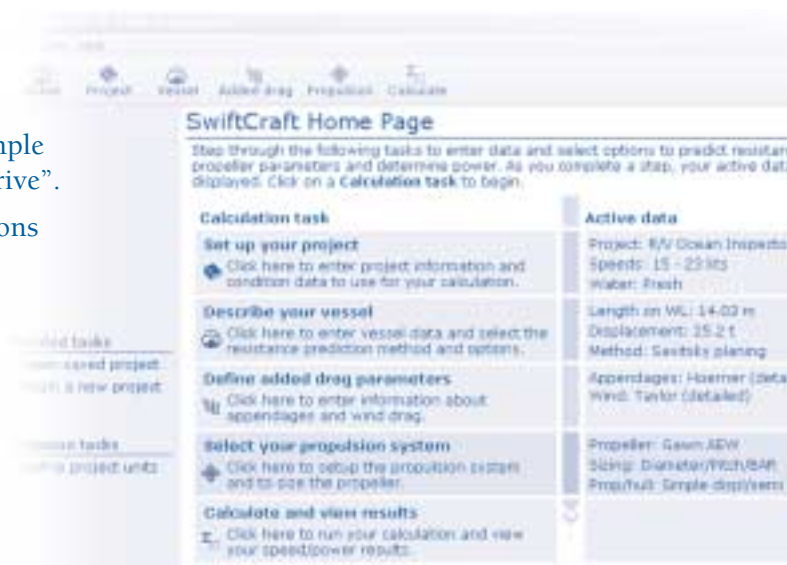 Project Vessel Added drag Propulsion Calculate
SwiftCraft Home Page
mple
rive".
ons
Step through the following tasks to enter data and select options to predict resistan
propeller parameters and determine power. As you complete a step, your active data
displayed. Click on a Calculation task to begin.
Calculation task
Set up your project
Click here to enter project information and
condition data to use for your calculation.
Describe your vessel
Click here to enter vessel data and select the
resistance prediction method and options.
Define added drag parameters
Click here to enter information about
appendages and wind drag.
Select your propulsion system
Click here to setup the propulsion system
and to size the propeller.
Calculate and view results
Click here to run your calculation and view
your speed/power results.
Active data
Project: R/V Ocean Inspecto
Speeds: 15 - 23 kts
Water: Fresh
Length on WL: 14.03 m
Displacement: 25.2 t
Method: Savitsky planing
Appendages: Hoerner (deta
Wind: Taylor (detailed)
Propeller: Gawn AEW
Sizing: Diameter/Pitch/BAR
Prop/hull: Simple displ/semi
tasks
saved project
a new project
tasks
project units